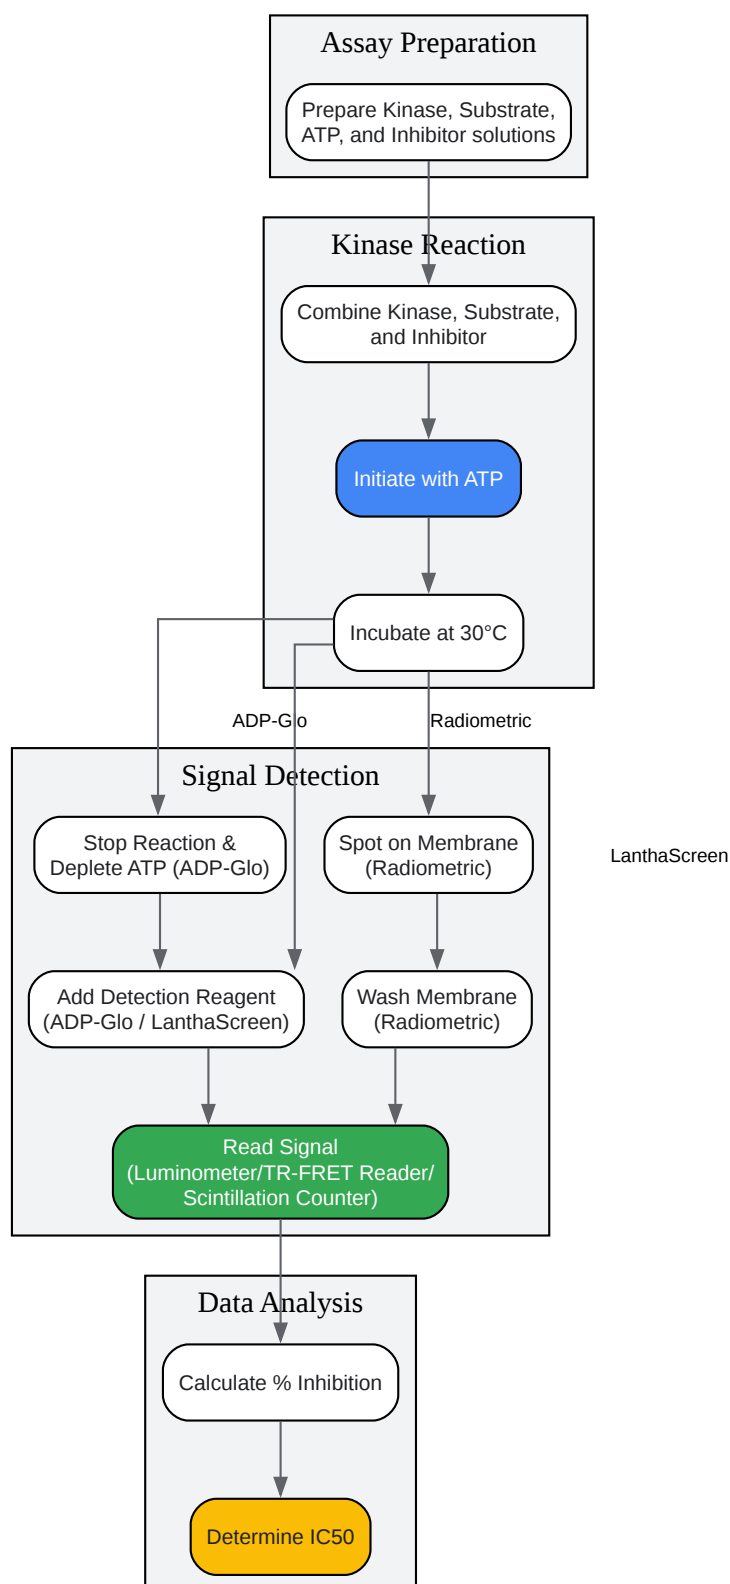 Assay Preparation
Prepare Kinase, Substrate,
ATP, and Inhibitor solutions
Kinase Reaction
Combine Kinase, Substrate,
and Inhibitor
Initiate with ATP
Incubate at 30°C
ADP-Glo
Radiometric
Signal Detection
Stop Reaction &
Deplete ATP (ADP-Glo)
Spot on Membrane
(Radiometric)
LanthaScreen
Add Detection Reagent
(ADP-Glo / LanthaScreen)
Wash Membrane
(Radiometric)
Read Signal
(Luminometer/TR-FRET Reader/
Scintillation Counter)
Data Analysis
Calculate % Inhibition
Determine IC50